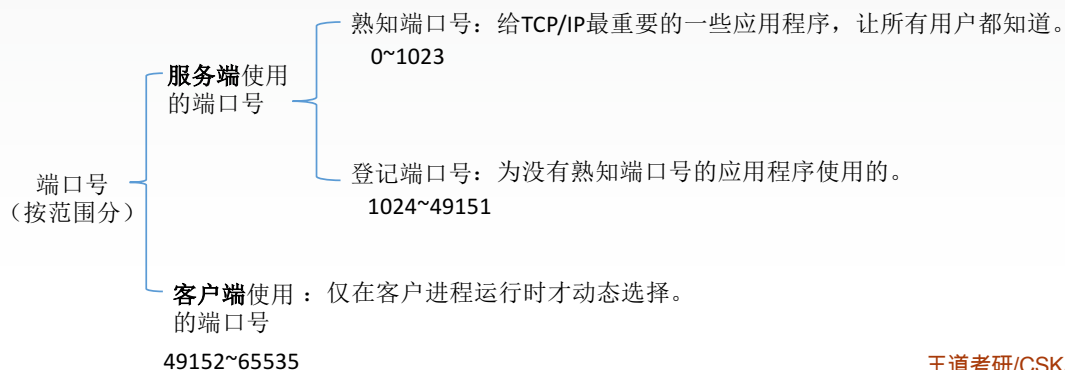 熟知端口号：给TCP/IP最重要的一些应用程序，让所有用户都知道。
0~1023
服务端使用
的端口号
登记端口号：为没有熟知端口号的应用程序使用的。
1024~49151
端口号
（按范围分）
客户端使用：仅在客户进程运行时才动态选择。
的端口号
49152~65535
王道考研/CSK